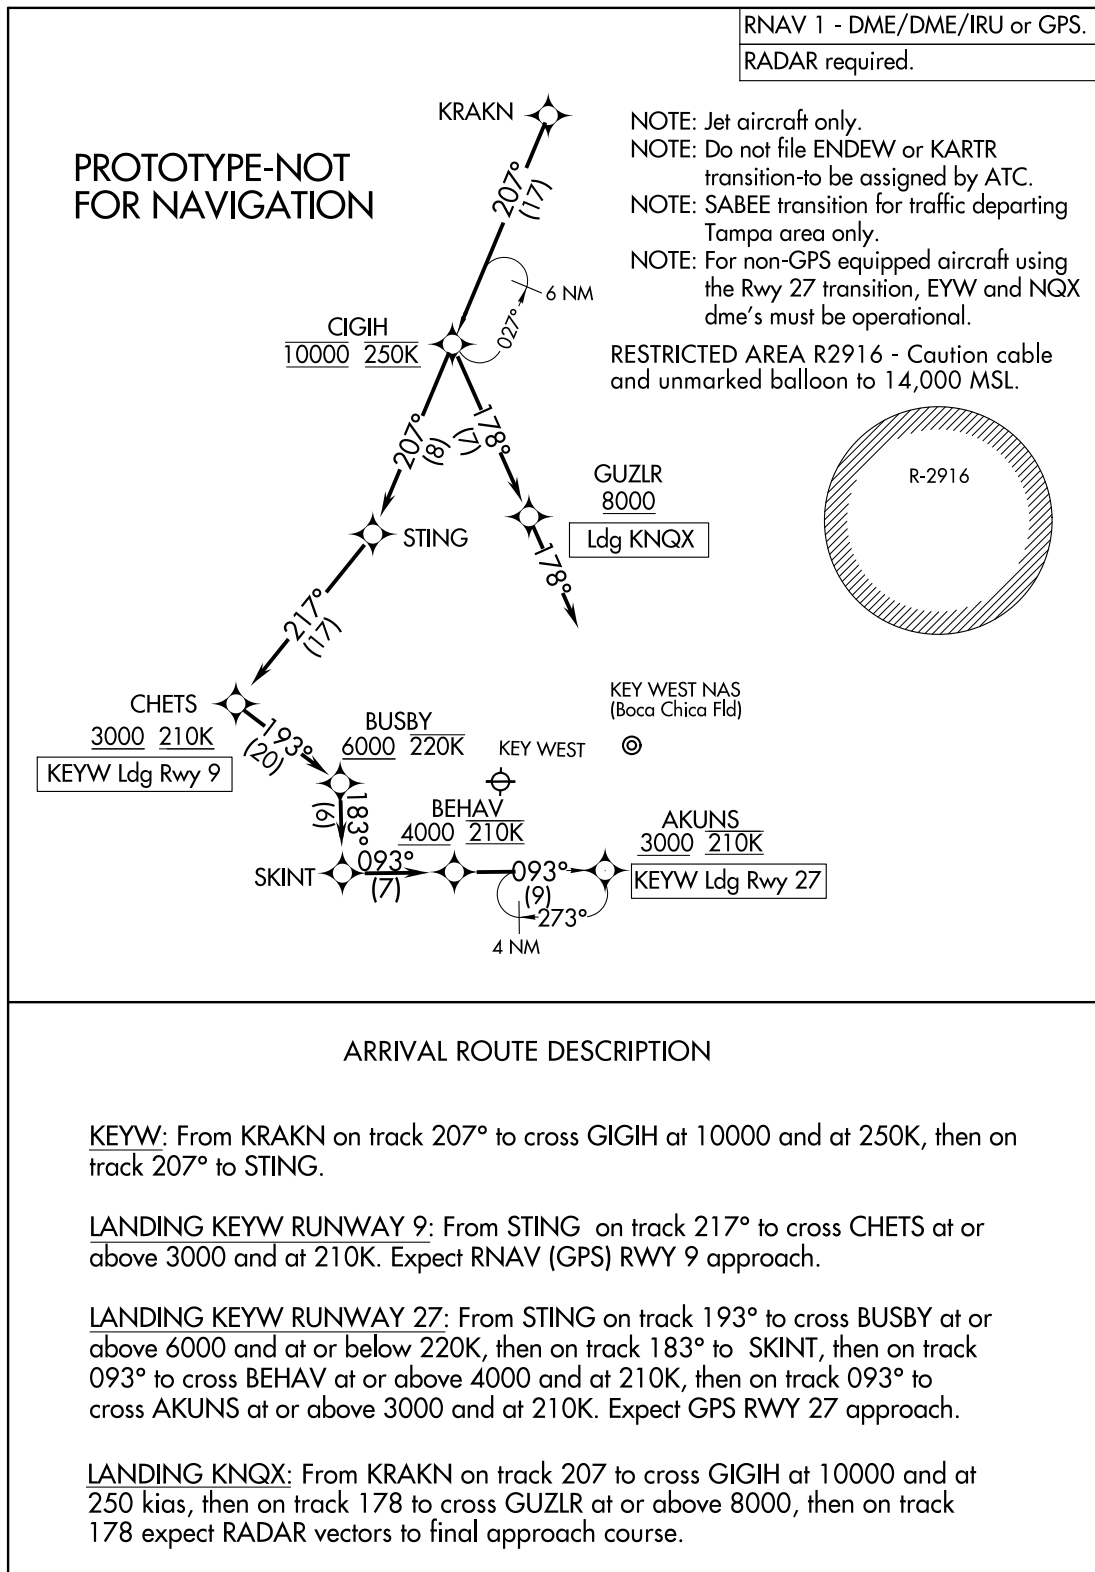 RNAV 1 - DME/DME/IRU or GPS.
RADAR required.
KRAKN
PROTOTYPE-NOT
FOR NAVIGATION
NOTE: Jet aircraft only.
NOTE: Do not file ENDEW or KARTR
transition-to be assigned by ATC.
NOTE: SABEE transition for traffic departing
Tampa area only.
NOTE: For non-GPS equipped aircraft using
the Rwy 27 transition, EYW and NQX
dme's must be operational.
RESTRICTED AREA R2916 - Caution cable
and unmarked balloon to 14,000 MSL.
207°
(17)
6 NM
027°
CIGIH
10000 250K
207°
(8)
178°
(7)
GUZLR
8000
Ldg KNQX
178°
R-2916
STING
217°
(17)
CHETS
3000 210K
KEYW Ldg Rwy 9
193°
(20)
BUSBY
6000 220K
KEY WEST NAS
(Boca Chica Fld)
KEY WEST
183°
(6)
BEHAV
4000 210K
AKUNS
3000 210K
KEYW Ldg Rwy 27
SKINT
093°
(7)
093°
(9)
273°
4 NM
ARRIVAL ROUTE DESCRIPTION
KEYW: From KRAKN on track 207° to cross GIGIH at 10000 and at 250K, then on
track 207° to STING.
LANDING KEYW RUNWAY 9: From STING on track 217° to cross CHETS at or
above 3000 and at 210K. Expect RNAV (GPS) RWY 9 approach.
LANDING KEYW RUNWAY 27: From STING on track 193° to cross BUSBY at or
above 6000 and at or below 220K, then on track 183° to SKINT, then on track
093° to cross BEHAV at or above 4000 and at 210K, then on track 093° to
cross AKUNS at or above 3000 and at 210K. Expect GPS RWY 27 approach.
LANDING KNQX: From KRAKN on track 207 to cross GIGIH at 10000 and at
250 kias, then on track 178 to cross GUZLR at or above 8000, then on track
178 expect RADAR vectors to final approach course.